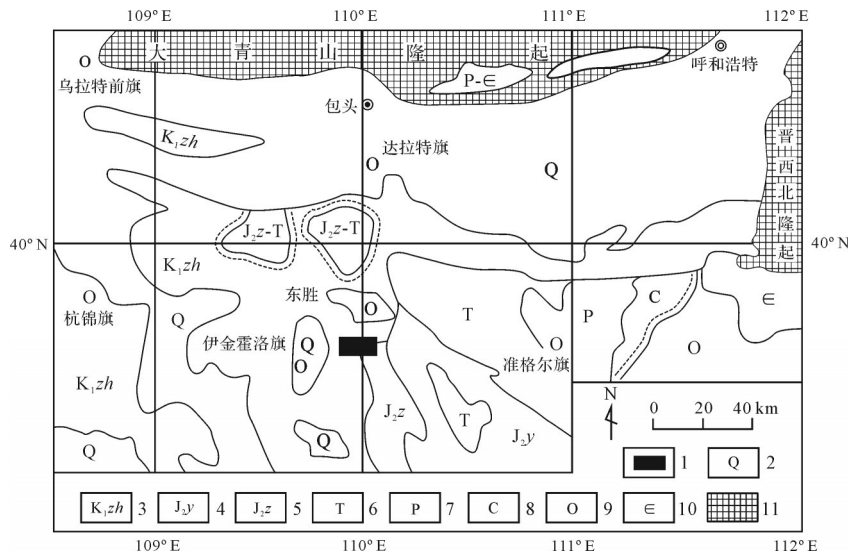 109° E 110° E 111° E 112° E
大青山隆起
呼和浩特
乌拉特前旗
P-∈
包头
K₁zh
达拉特旗
Q
晋西北隆起
J₂z-T J₂z-T
40° N 40° N
K₁zh
杭锦旗
Q
东胜
O
T
C
P
∈
伊金霍洛旗
Q
准格尔旗
O
K₁zh
J₂z
T
J₂y
N
0 20 40 km
Q
Q
1 Q 2
K₁zh 3 J₂y 4 J₂z 5 T 6 P 7 C 8 O 9 ∈ 10 11
109° E 110° E 111° E 112° E